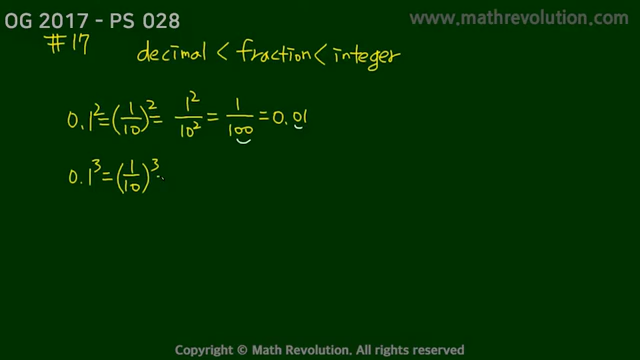 OG 2017 - PS 028
www.mathrevolution.com
#17
decimal < fraction < integer
0.1² = (1/10)² = 1²/10² = 1/100 = 0.01
0.1³ = (1/10)³
Copyright © Math Revolution. All rights reserved